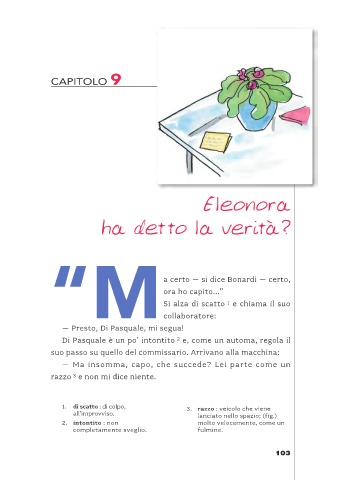 CAPITOLO 9
Eleonora
ha detto la verità?
“Ma certo — si dice Bonardi — certo,
ora ho capito...”
Si alza di scatto 1 e chiama il suo
collaboratore:
— Presto, Di Pasquale, mi segua!
Di Pasquale è un po’ intontito 2 e, come un automa, regola il
suo passo su quello del commissario. Arrivano alla macchina:
— Ma insomma, capo, che succede? Lei parte come un
razzo 3 e non mi dice niente.
1. di scatto : di colpo,
all’improvviso.
2. intontito : non
completamente sveglio.
3. razzo : veicolo che viene
lanciato nello spazio; (fig.)
molto velocemente, come un
fulmine.
103